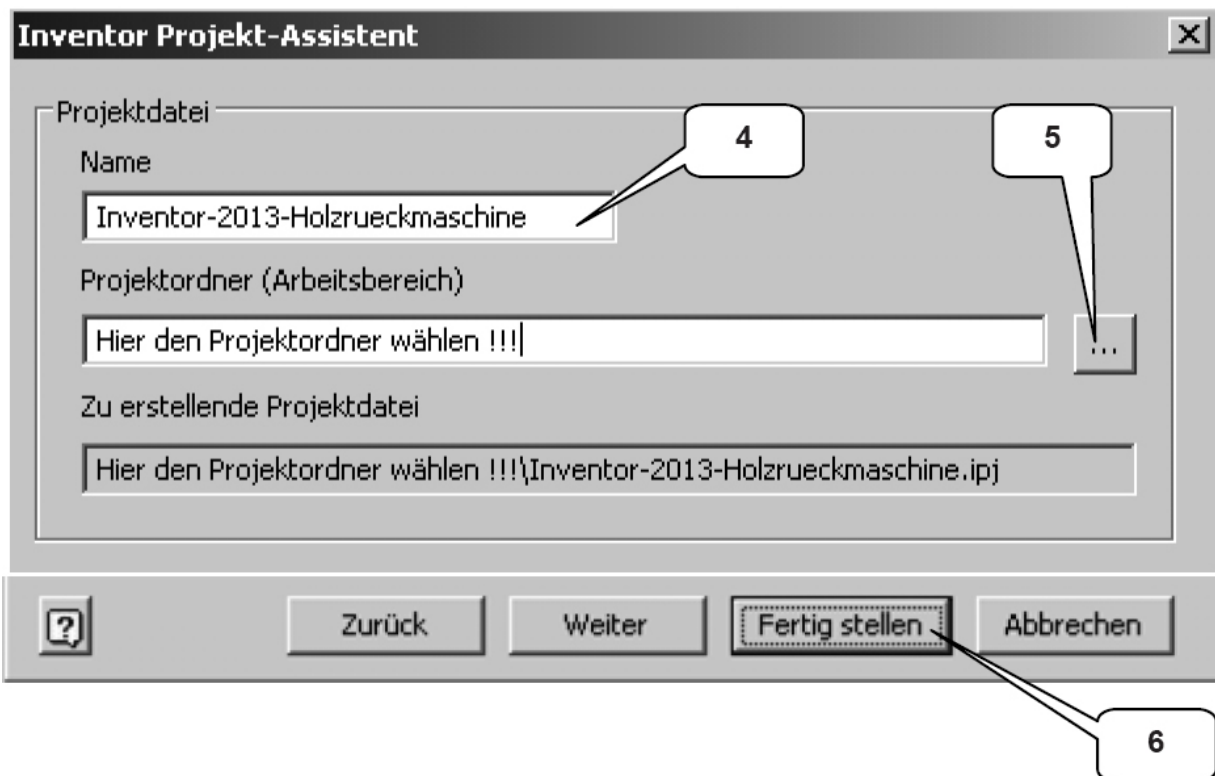 Inventor Projekt-Assistent
Projektdatei
4
5
Name
Inventor-2013-Holzrueckmaschine
Projektordner (Arbeitsbereich)
Hier den Projektordner wählen !!!
...
Zu erstellende Projektdatei
Hier den Projektordner wählen !!!\Inventor-2013-Holzrueckmaschine.ipj
? Zurück Weiter Fertig stellen Abbrechen
6